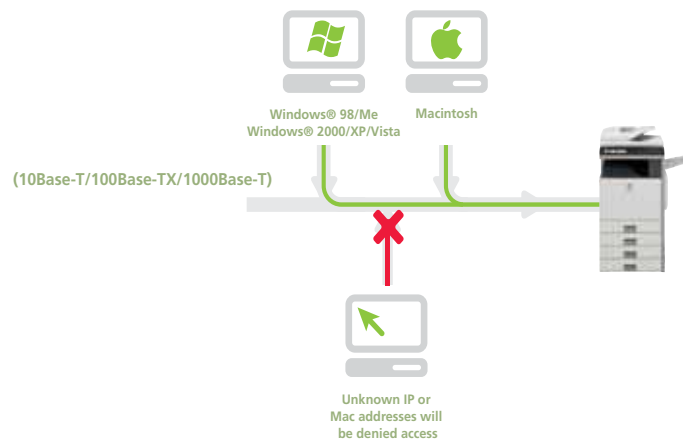 Windows® 98/Me
Windows® 2000/XP/Vista
Macintosh
(10Base-T/100Base-TX/1000Base-T)
Unknown IP or
Mac addresses will
be denied access